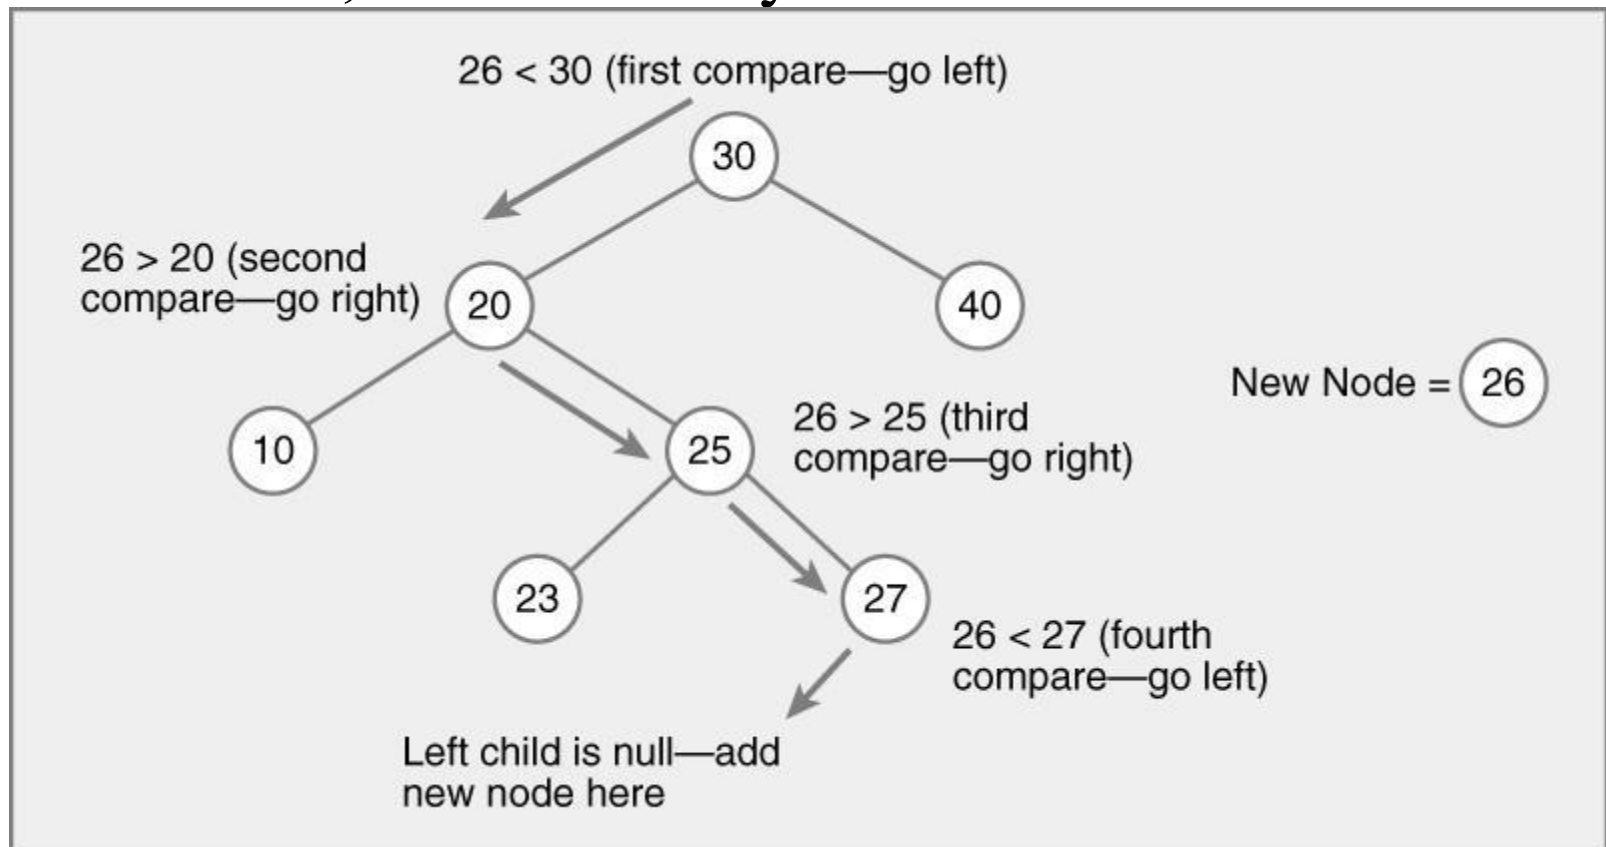 26 < 30 (first compare—go left)
30
26 > 20 (second
compare—go right)
20
40
New Node = 26
10
25
26 > 25 (third
compare—go right)
23
27
26 < 27 (fourth
compare—go left)
Left child is null—add
new node here